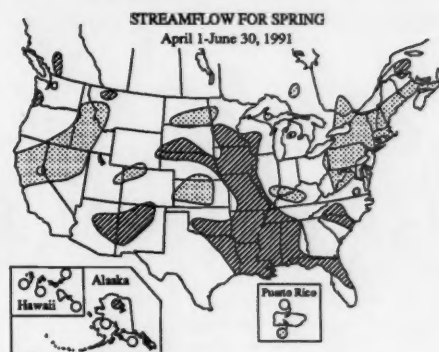 STREAMFLOW FOR SPRING
April 1-June 30, 1991
Alaska
Hawaii
Puerto Rico